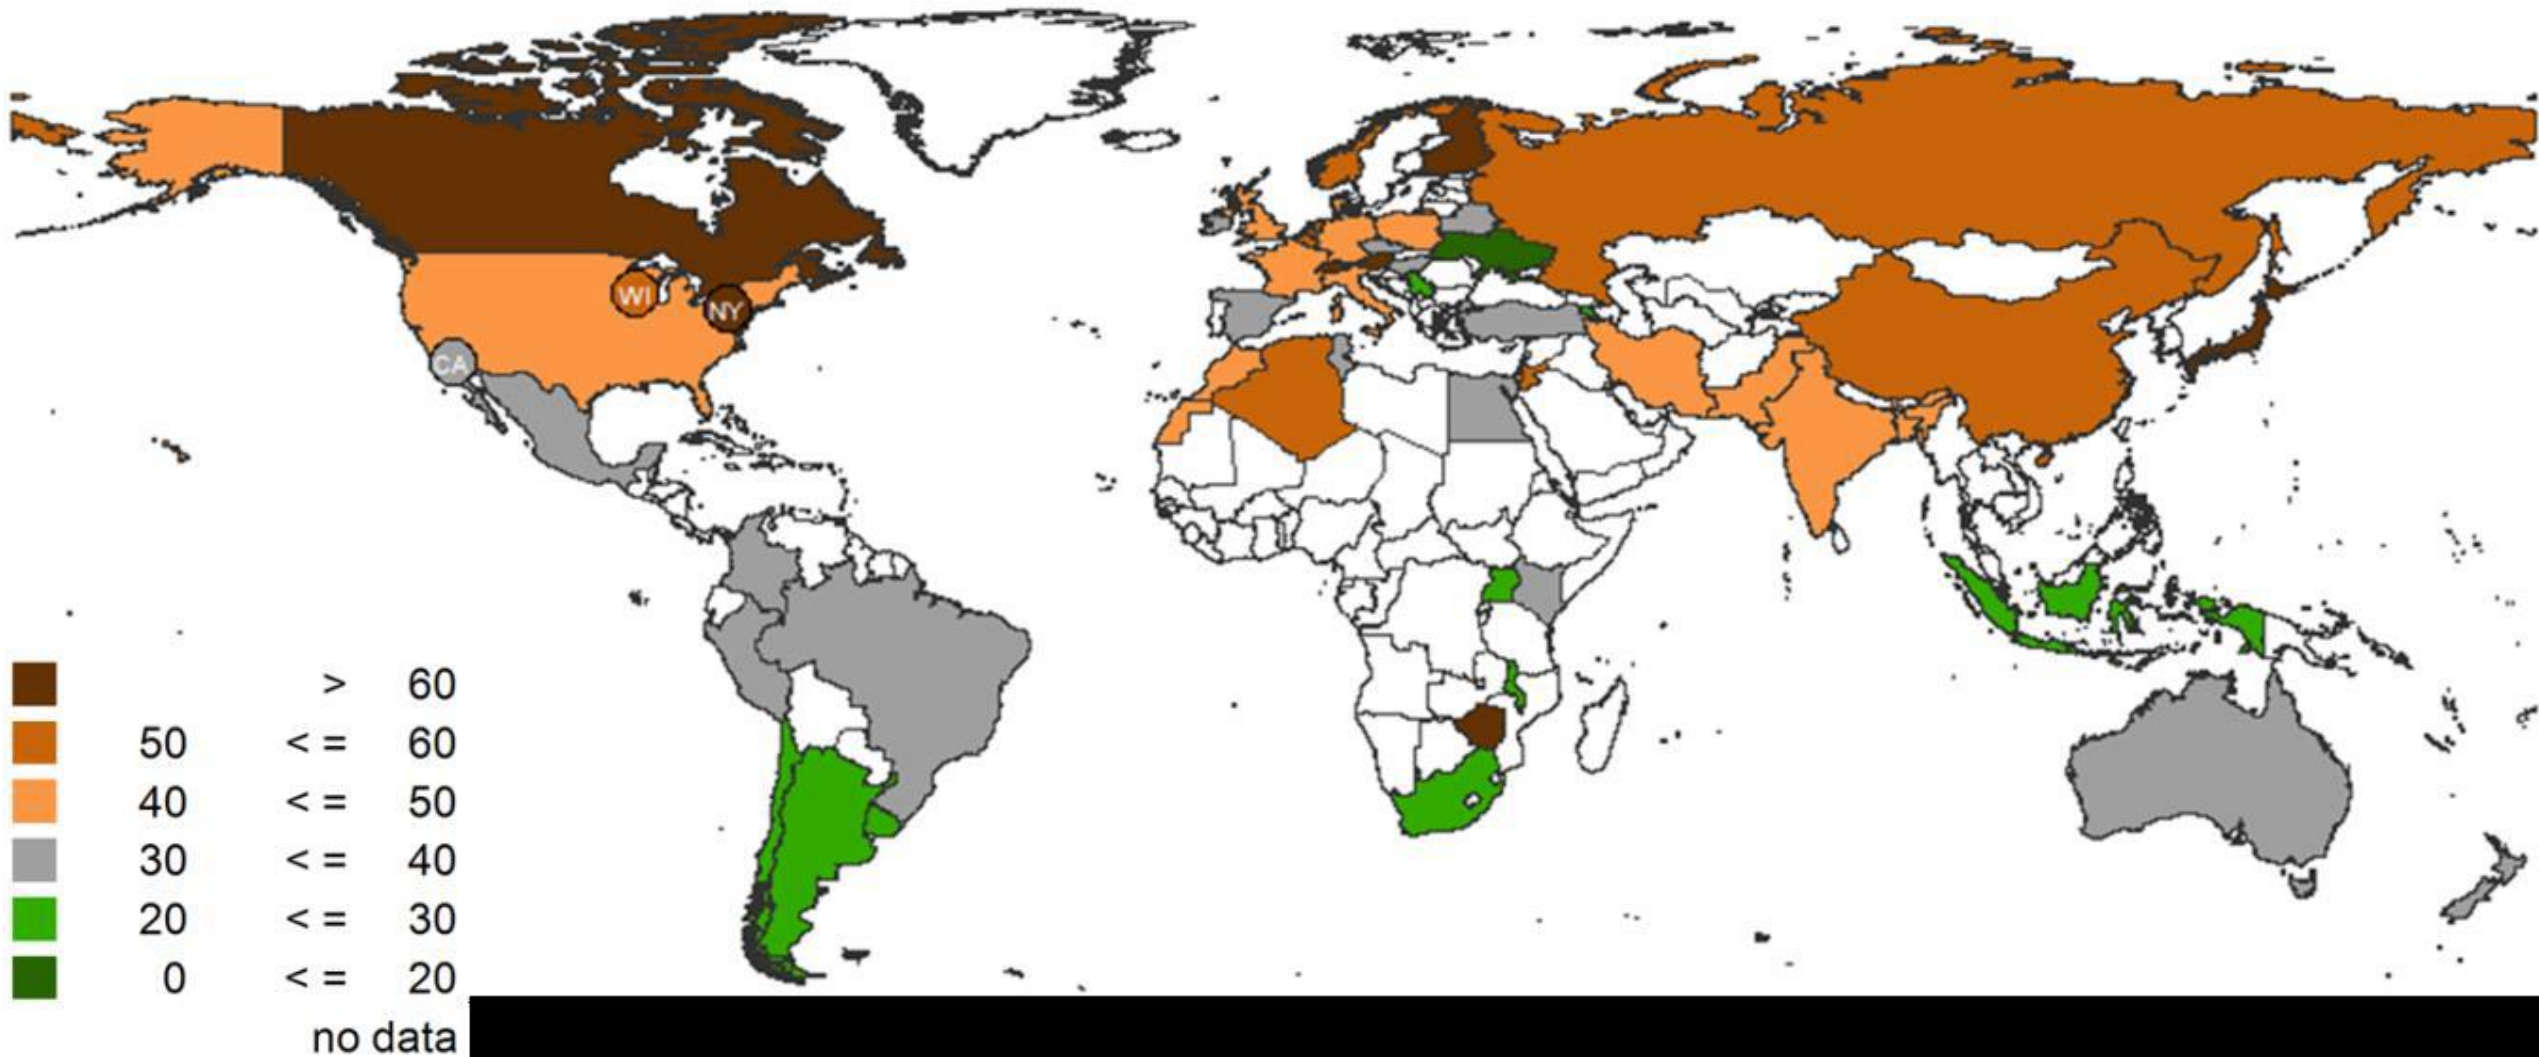 WI
NY
CA
> 60
50 < = 60
40 < = 50
30 < = 40
20 < = 30
0 < = 20
no data